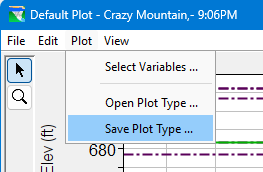 Default Plot - Crazy Mountain,- 9:06PM
File Edit Plot View Help
Select Variables ...
Open Plot Type ...
Save Plot Type ...
Elev (ft)
680